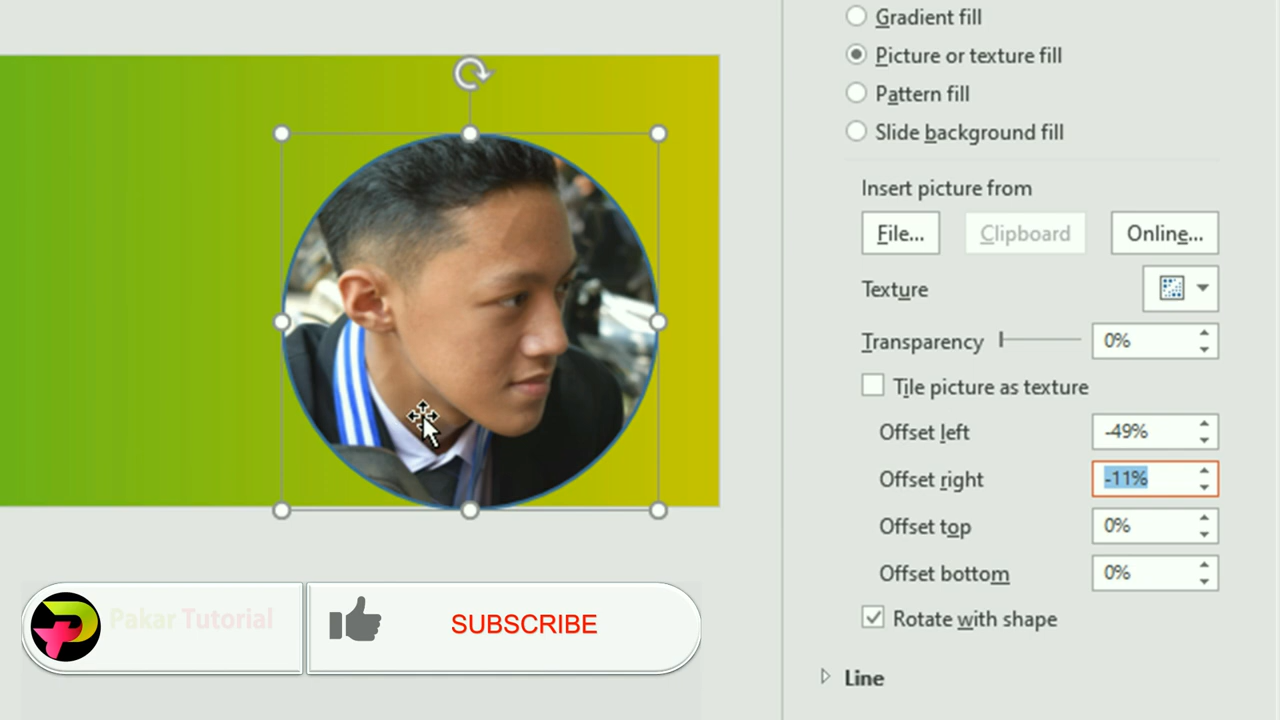 Gradient fill
Picture or texture fill
Pattern fill
Slide background fill
Insert picture from
File... Clipboard Online...
Texture
Transparency 0%
Tile picture as texture
Offset left -49%
Offset right -11%
Offset top 0%
Offset bottom 0%
Rotate with shape
Line
Pakar Tutorial
SUBSCRIBE